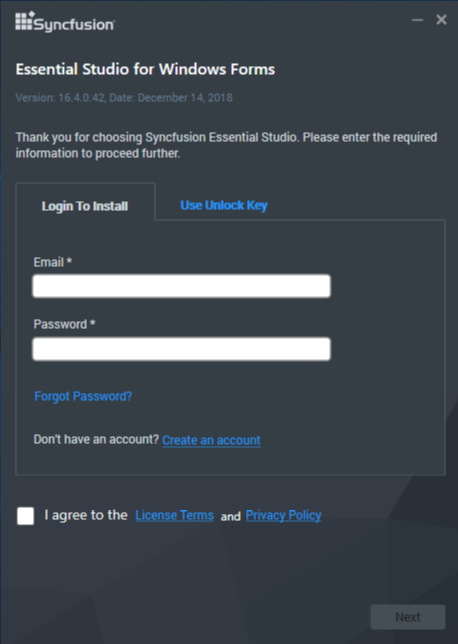 Syncfusion
Essential Studio for Windows Forms
Version: 16.4.0.42, Date: December 14, 2018
Thank you for choosing Syncfusion Essential Studio. Please enter the required
information to proceed further.
Login To Install
Use Unlock Key
Email *
Password *
Forgot Password?
Don't have an account? Create an account
I agree to the License Terms and Privacy Policy
Next